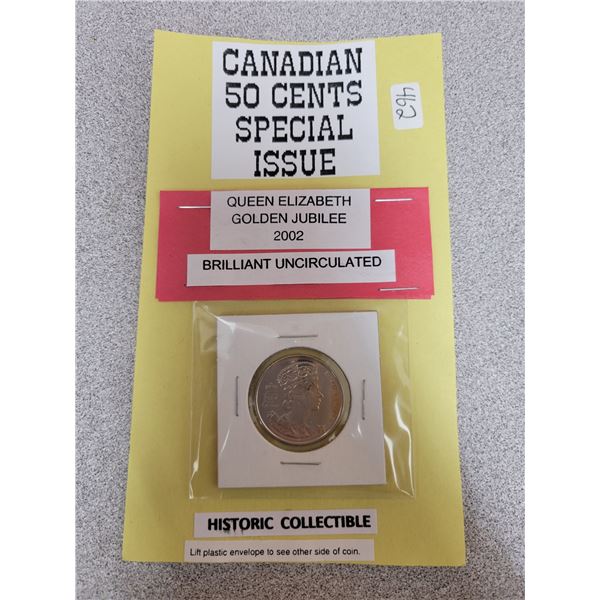 CANADIAN
50 CENTS
SPECIAL
ISSUE
462
QUEEN ELIZABETH
GOLDEN JUBILEE
2002
BRILLIANT UNCIRCULATED
HISTORIC COLLECTIBLE
Lift plastic envelope to see other side of coin.